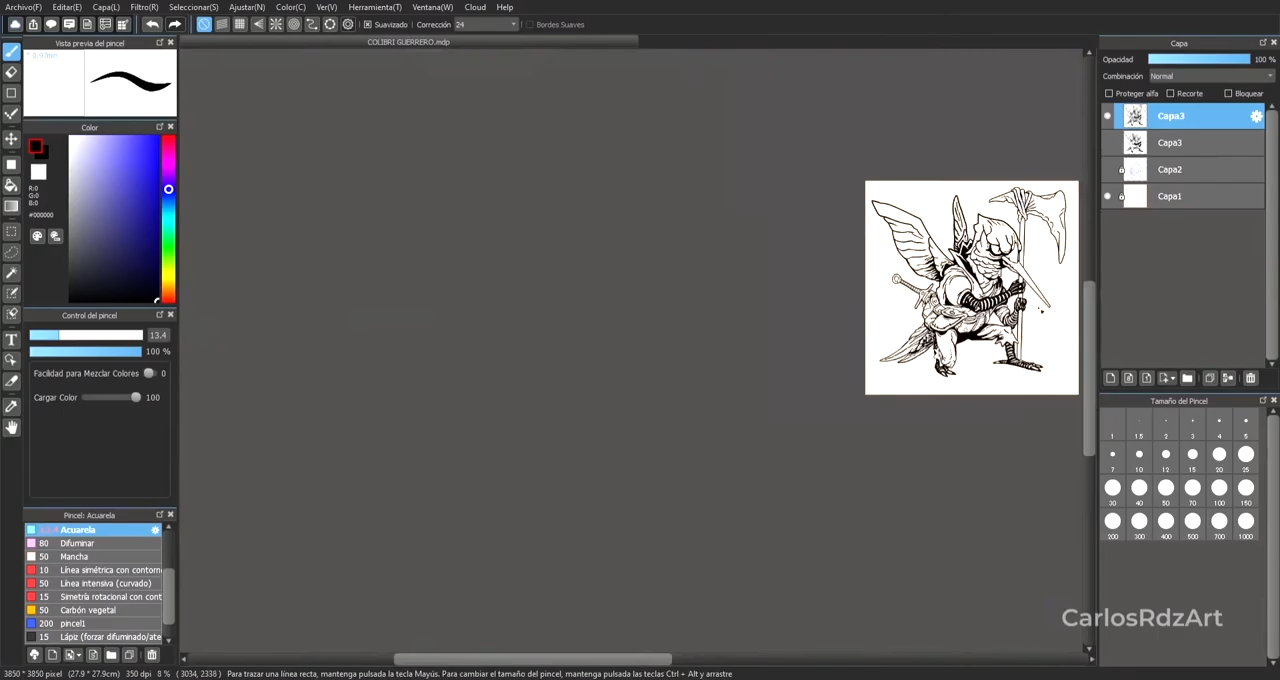 Archivo(F) Editar(E) Capa(L) Filtro(R) Seleccionar(S) Ajustar(N) Color(C) Ver(V) Herramienta(T) Ventana(W) Cloud Help
Suavizado Corrección 24 Bordes Suaves
Vista previa del pincel
COLIBRI GUERRERO.mdp
Color
R:0
G:0
B:0
#000000
Control del pincel
13.4
100 %
Facilidad para Mezclar Colores 0
Cargar Color 100
Pincel: Acuarela
Acuarela
80 Difuminar
50 Mancha
10 Línea simétrica con contorn
50 Línea intensiva (curvado)
15 Simetría rotacional con cont
50 Carbón vegetal
200 pincel1
15 Lápiz (forzar difuminado/ate
Capa
Opacidad 100 %
Combinación Normal
Proteger alfa Recorte Bloquear
Capa3
Capa3
Capa2
Capa1
Tamaño del Pincel
1 1.5 2 3 4 5
7 10 12 15 20 25
30 40 50 70 100 150
200 300 400 500 700 1000
CarlosRdzArt
3850 * 3850 pixel (27.9 * 27.9cm) 350 dpi 8 % ( 3034, 2338 ) Para trazar una línea recta, mantenga pulsada la tecla Mayús. Para cambiar el tamaño del pincel, mantenga pulsadas las teclas Ctrl + Alt y arrastre